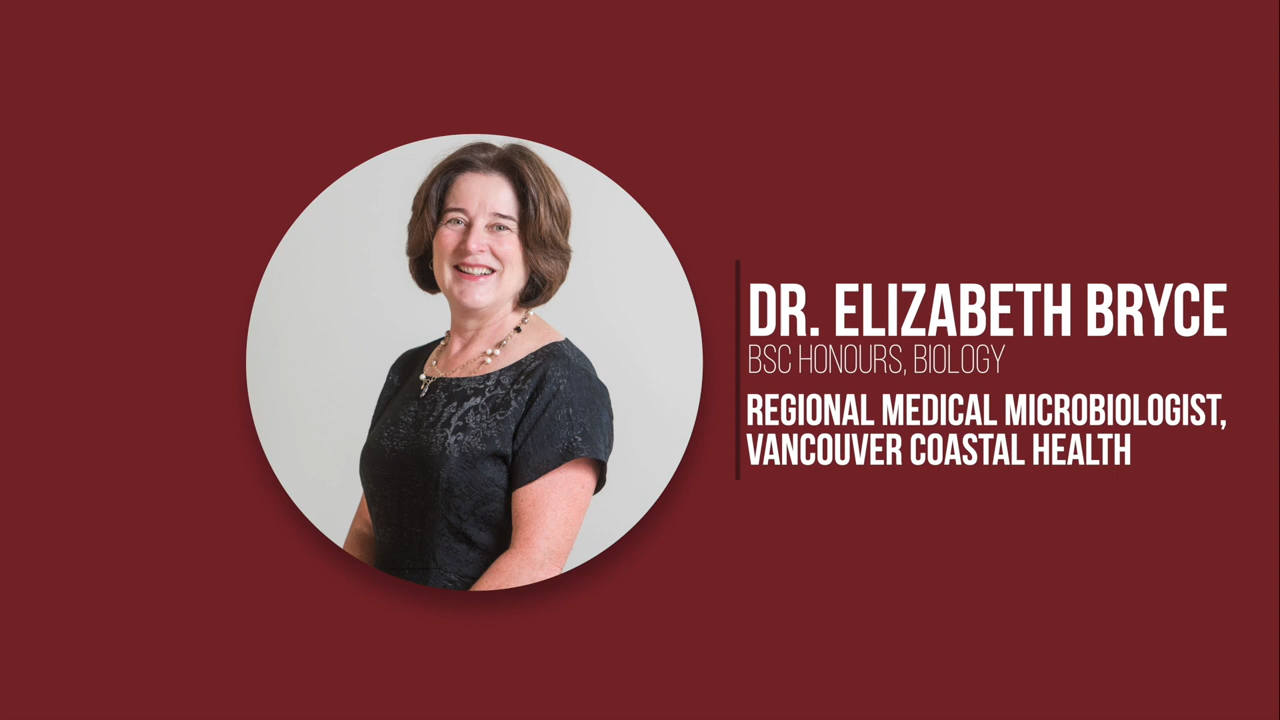 DR. ELIZABETH BRYCE
BSC HONOURS, BIOLOGY
REGIONAL MEDICAL MICROBIOLOGIST,
VANCOUVER COASTAL HEALTH